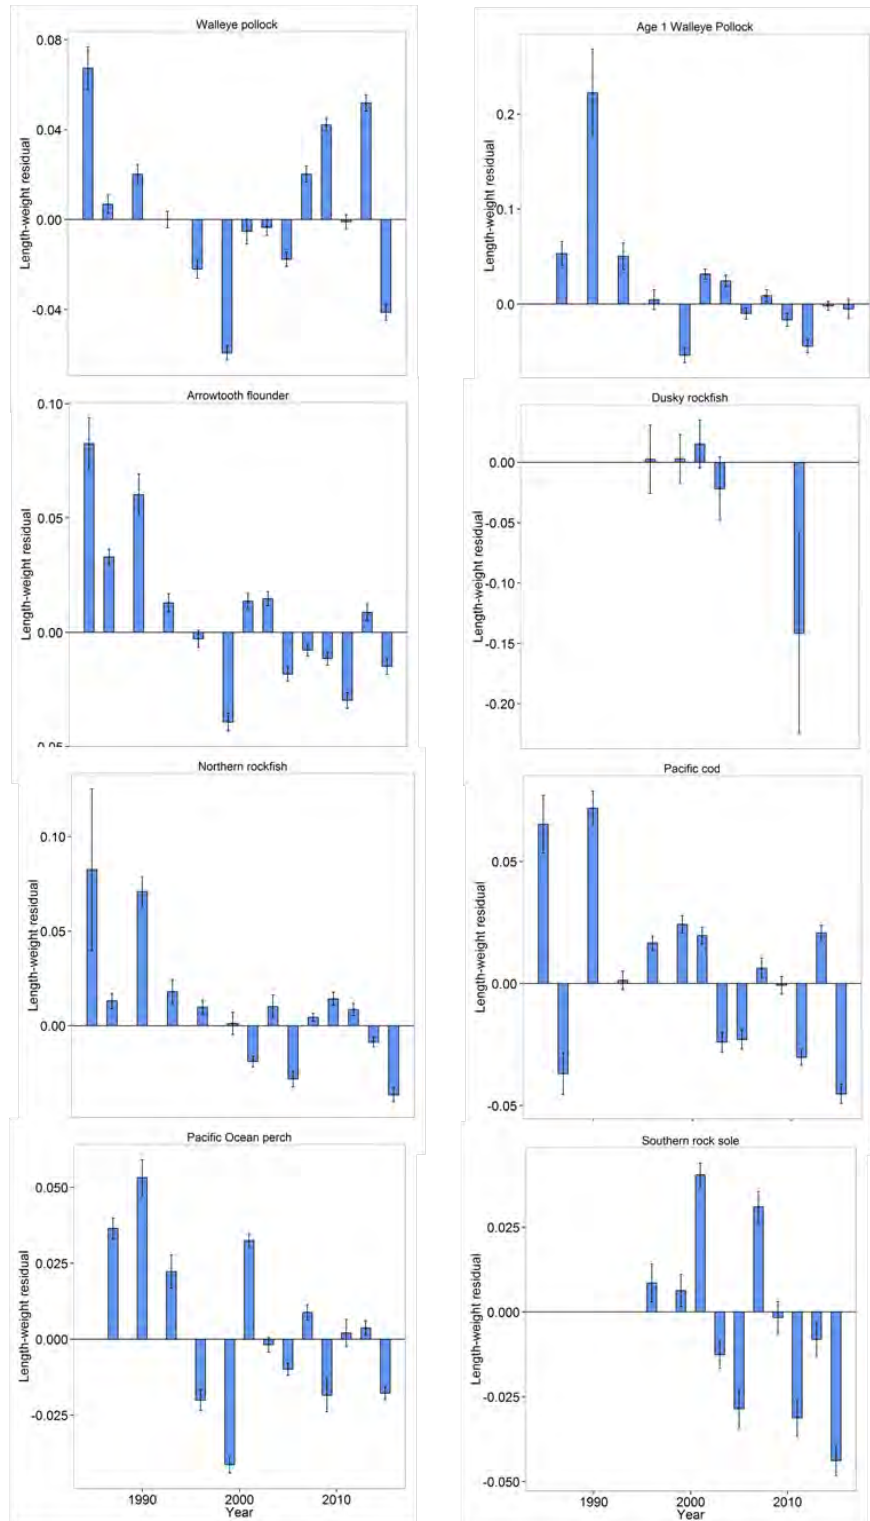 Walleye pollock
Length-weight residual
0.08
0.04
0.00
-0.04
Age 1 Walleye Pollock
Length-weight residual
0.2
0.1
0.0
Arrowtooth flounder
Length-weight residual
0.10
0.05
0.00
Dusky rockfish
Length-weight residual
0.00
-0.05
-0.10
-0.15
-0.20
Northern rockfish
Length-weight residual
0.10
0.05
0.00
Pacific cod
Length-weight residual
0.05
0.00
-0.05
Pacific Ocean perch
Length-weight residual
0.050
0.025
0.000
-0.025
1990
2000
2010
Year
Southern rock sole
Length-weight residual
0.025
0.000
-0.025
-0.050
1990
2000
2010
Year